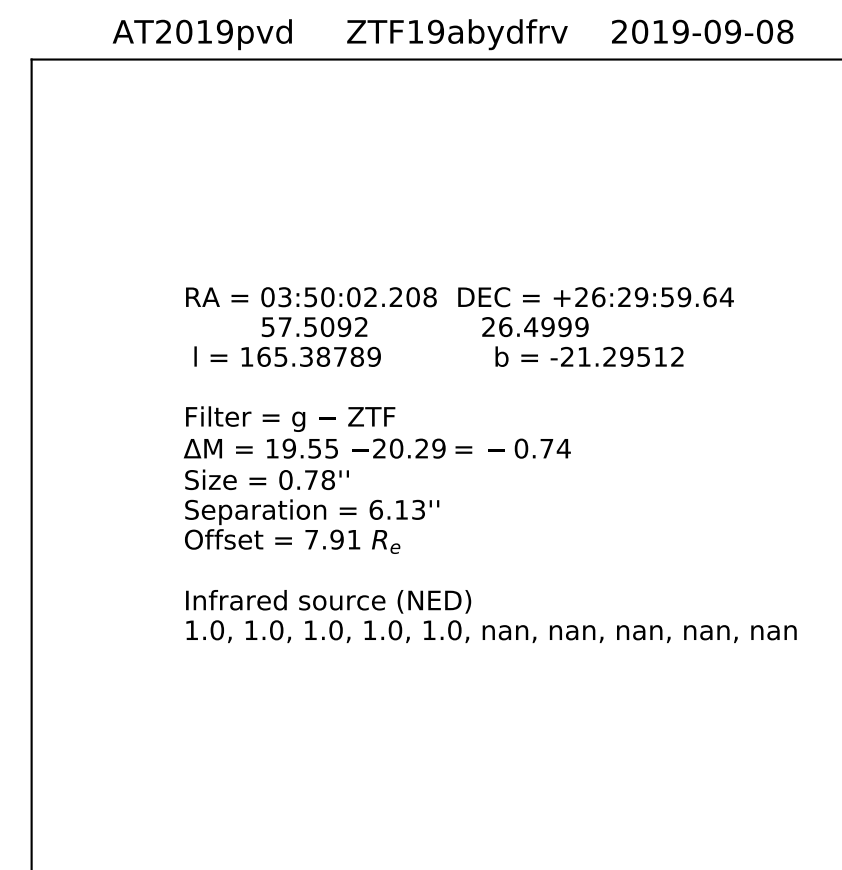 AT2019pvd ZTF19abydfrv 2019-09-08
RA = 03:50:02.208 DEC = +26:29:59.64
57.5092 26.4999
l = 165.38789 b = -21.29512
Filter = g − ZTF
ΔM = 19.55 −20.29 = − 0.74
Size = 0.78''
Separation = 6.13''
Offset = 7.91 Re
Infrared source (NED)
1.0, 1.0, 1.0, 1.0, 1.0, nan, nan, nan, nan, nan